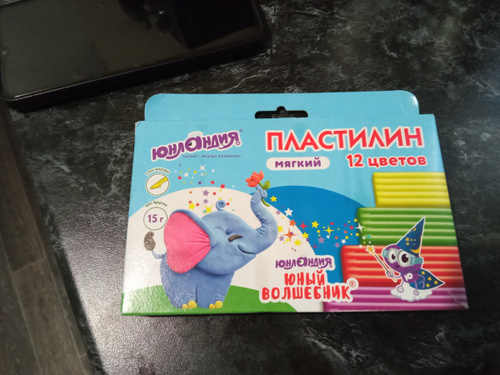 ЮНЛАНДИЯ
ПЛАСТИЛИН
МЯГКИЙ
12 ЦВЕТОВ
15 г
ЮНЛАНДИЯ
ЮНЫЙ
ВОЛШЕБНИК®